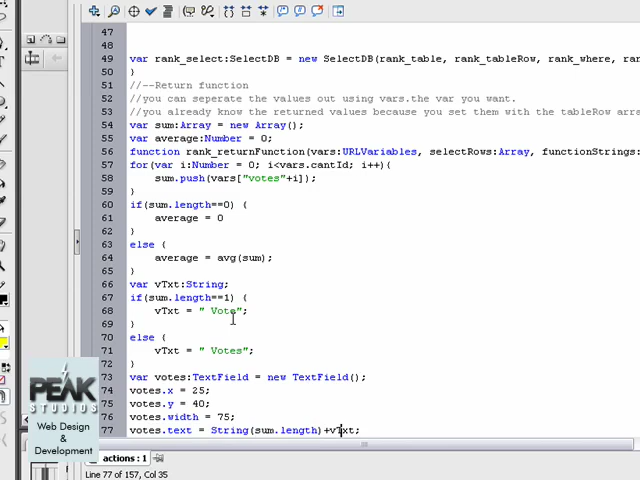 47
48
49 var rank_select:SelectDB = new SelectDB(rank_table, rank_tableRow, rank_where, ran
50 )
51 //--Return function
52 //you can seperate the values out using vars.the var you want.
53 //you already know the returned values because you set them with the tableRow arra
54 var sum:Array = new Array();
55 var average:Number = 0;
56 function rank_returnFunction(vars:URLVariables, selectRows:Array, functionStrings:
57 for(var i:Number = 0; i<vars.cantId; i++){
58 sum.push(vars["votes"+i]);
59 }
60 if(sum.length==0) {
61 average = 0
62 }
63 else {
64 average = avg(sum);
65 }
66 var vTxt:String;
67 if(sum.length==1) {
68 vTxt = " Vote";
69 }
70 else {
71 vTxt = " Votes";
72 }
73 var votes:TextField = new TextField();
74 votes.x = 25;
75 votes.y = 40;
76 votes.width = 75;
77 votes.text = String(sum.length)+vTxt;
PEAK
STUDIOS
Web Design
&
Development
actions : 1
Line 77 of 157, Col 35